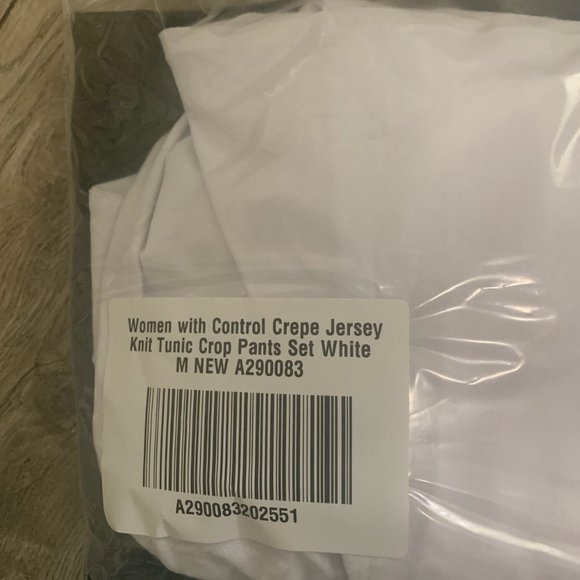 Women with Control Crepe Jersey
Knit Tunic Crop Pants Set White
M NEW A290083
A290083202551